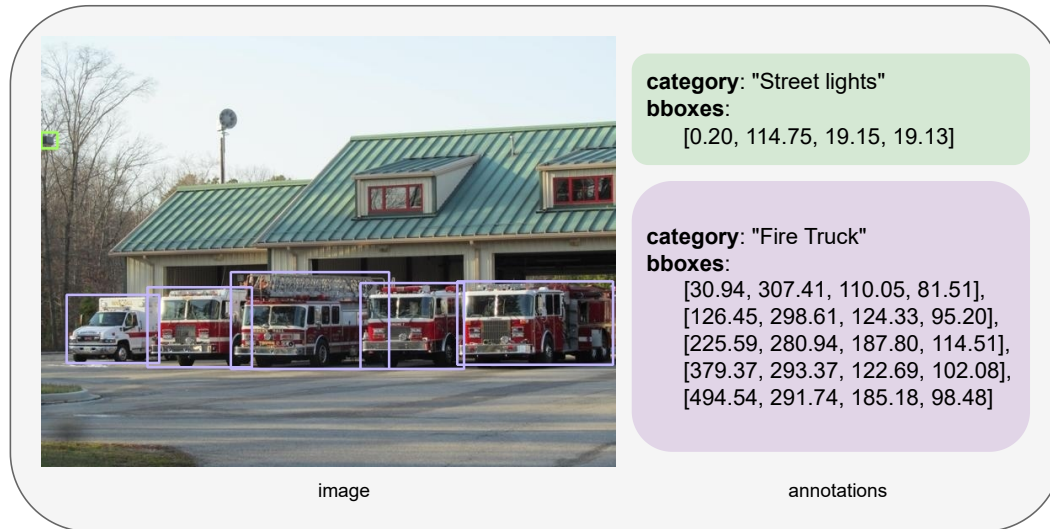 category: "Street lights"
bboxes:
[0.20, 114.75, 19.15, 19.13]
category: "Fire Truck"
bboxes:
[30.94, 307.41, 110.05, 81.51],
[126.45, 298.61, 124.33, 95.20],
[225.59, 280.94, 187.80, 114.51],
[379.37, 293.37, 122.69, 102.08],
[494.54, 291.74, 185.18, 98.48]
image
annotations